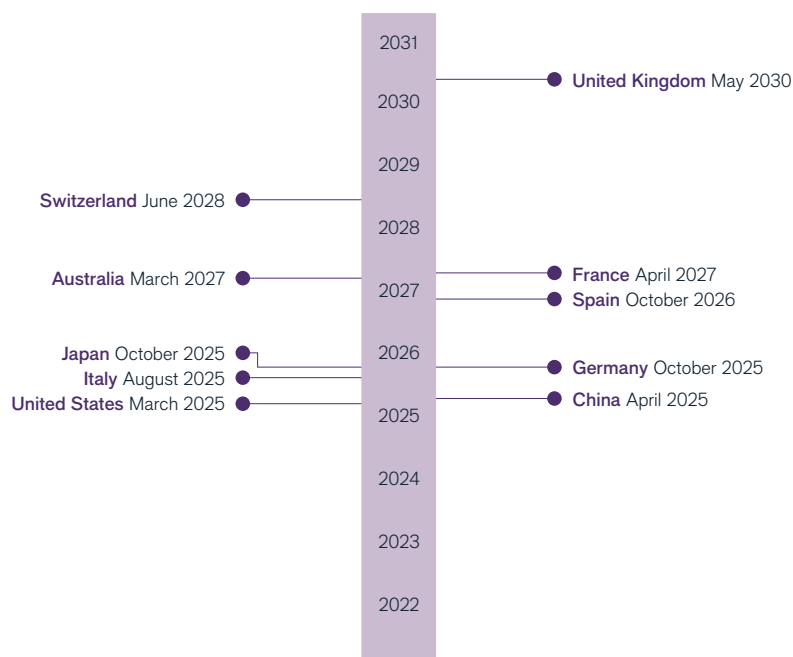 2031
United Kingdom May 2030
2030
2029
Switzerland June 2028
2028
France April 2027
Australia March 2027
2027
Spain October 2026
2026
Japan October 2025
Germany October 2025
Italy August 2025
China April 2025
United States March 2025
2025
2024
2023
2022